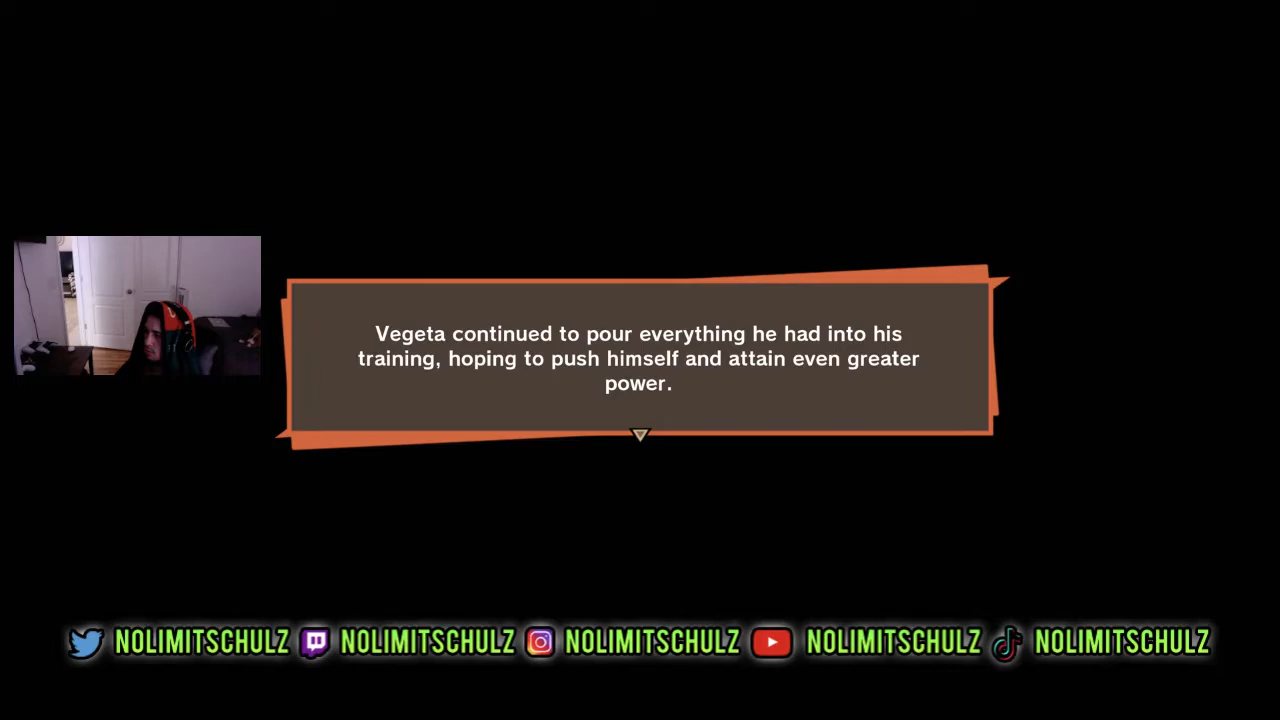 Vegeta continued to pour everything he had into his
training, hoping to push himself and attain even greater
power.
NOLIMITSCHULZ NOLIMITSCHULZ NOLIMITSCHULZ NOLIMITSCHULZ NOLIMITSCHULZ